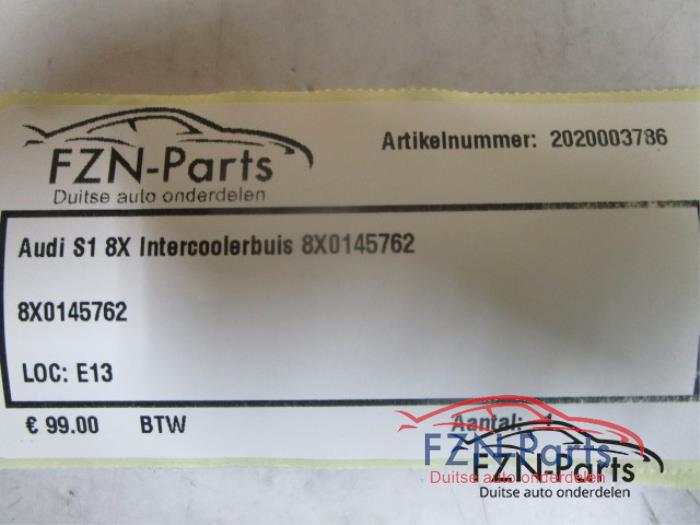 FZN-Parts
Duitse auto onderdelen
Artikelnummer: 2020003786
Audi S1 8X Intercoolerbuis 8X0145762
8X0145762
LOC: E13
€ 99.00 BTW Aantal: 1
FZN-Parts
Duitse auto onderdelen
FZN-Parts
Duitse auto onderdelen